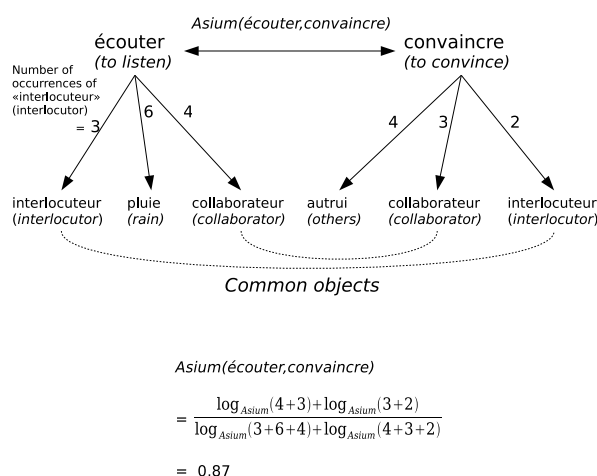 Asium(écouter,convaincre)
écouter
(to listen)
convaincre
(to convince)
Number of
occurrences of
«interlocuteur»
(interlocutor)
= 3
6
4
4
3
2
interlocuteur
(interlocutor)
pluie
(rain)
collaborateur
(collaborator)
autrui
(others)
collaborateur
(collaborator)
interlocuteur
(interlocutor)
Common objects
Asium(écouter,convaincre)
= log_Asium(4+3)+log_Asium(3+2)
log_Asium(3+6+4)+log_Asium(4+3+2)
= 0,87